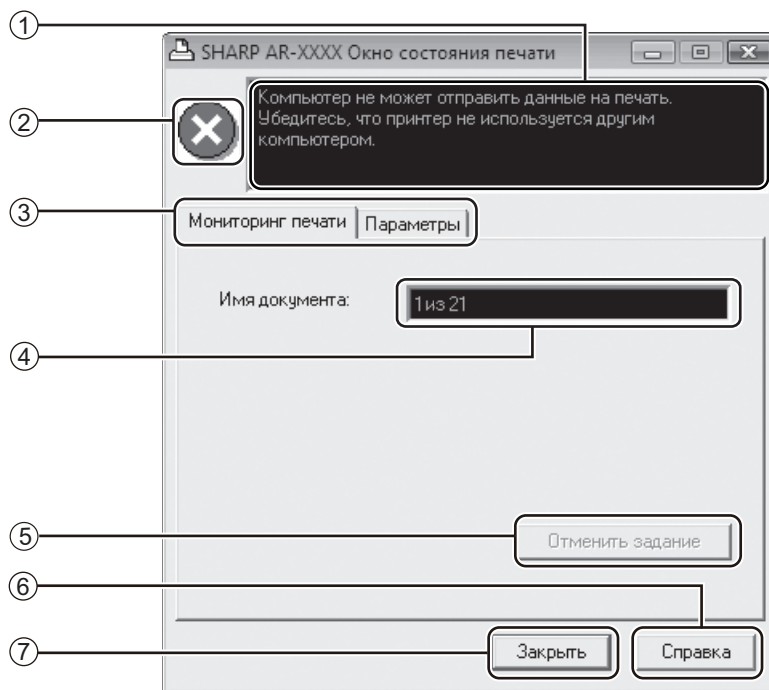 1
SHARP AR-XXXX Окно состояния печати
2
Компьютер не может отправить данные на печать.
Убедитесь, что принтер не используется другим
компьютером.
3
Мониторинг печати Параметры
Имя документа: 1из 21
4
5
Отменить задание
6
7
Закрыть Справка